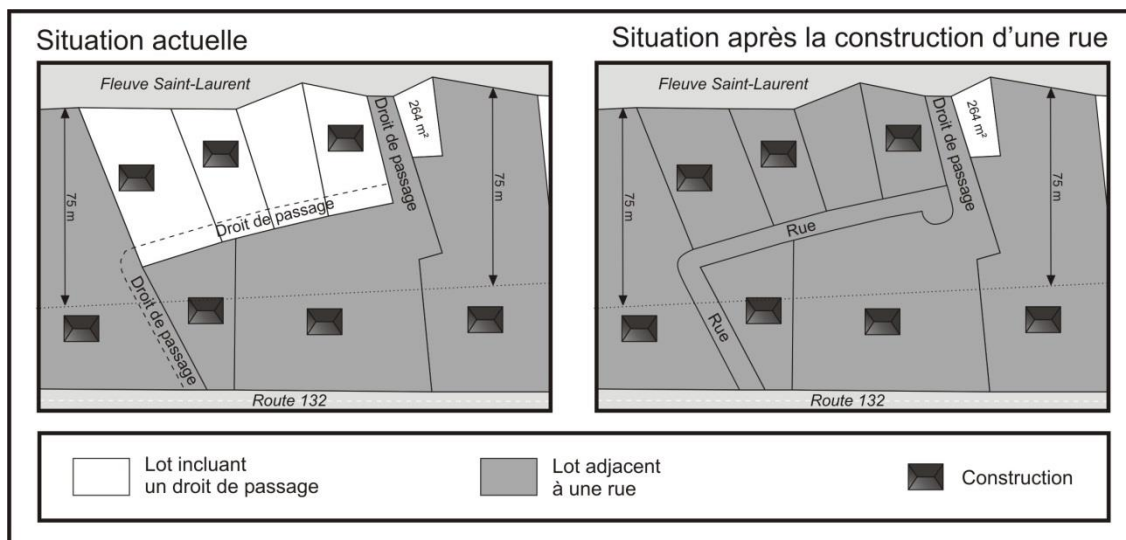 Situation actuelle
Fleuve Saint-Laurent
75 m
Droit de passage
Droit de passage
Droit de passage
264 m²
75 m
Route 132
Situation après la construction d'une rue
Fleuve Saint-Laurent
75 m
Rue
Rue
Droit de passage
264 m²
75 m
Route 132
Lot incluant
un droit de passage
Lot adjacent
à une rue
Construction